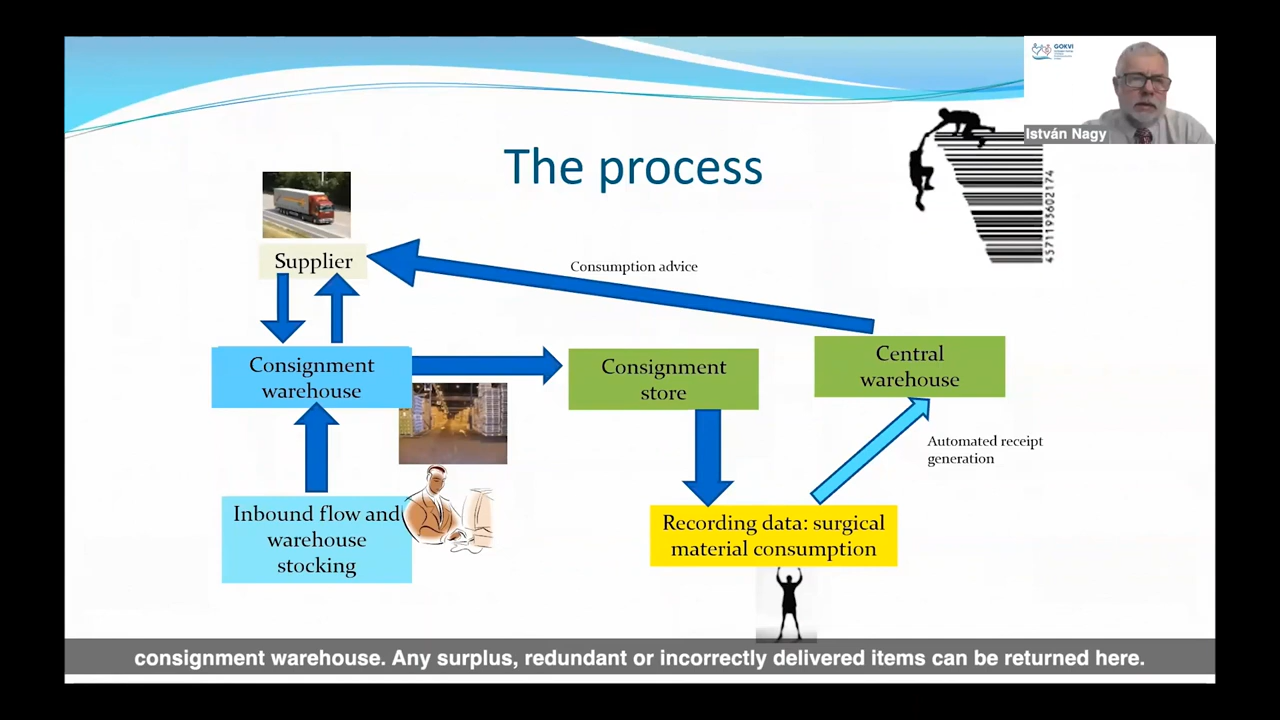 GOKVI
István Nagy
The process
4571195602174
Supplier
Consumption advice
Consignment
warehouse
Consignment
store
Central
warehouse
Automated receipt
generation
Inbound flow and
warehouse
stocking
Recording data: surgical
material consumption
consignment warehouse. Any surplus, redundant or incorrectly delivered items can be returned here.